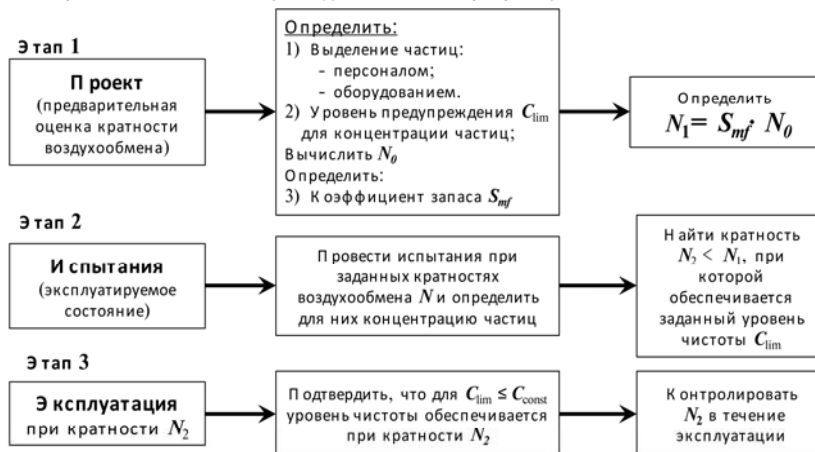 Этап 1
Проект
(предварительная
оценка кратности
воздухообмена)
Определить:
1) Выделение частиц:
- персоналом;
- оборудованием.
2) Уровень предупреждения C_lim
для концентрации частиц;
Вычислить N_0
Определить:
3) Коэффициент запаса S_mf
Определить
N_1 = S_mf · N_0
Этап 2
Испытания
(эксплуатируемое
состояние)
Провести испытания при
заданных кратностях
воздухообмена N и определить
для них концентрацию частиц
Найти кратность
N_2 < N_1, при
которой
обеспечивается
заданный уровень
чистоты C_lim
Этап 3
Эксплуатация
при кратности N_2
Подтвердить, что для C_lim ≤ C_const
уровень чистоты обеспечивается
при кратности N_2
Контролировать
N_2 в течение
эксплуатации